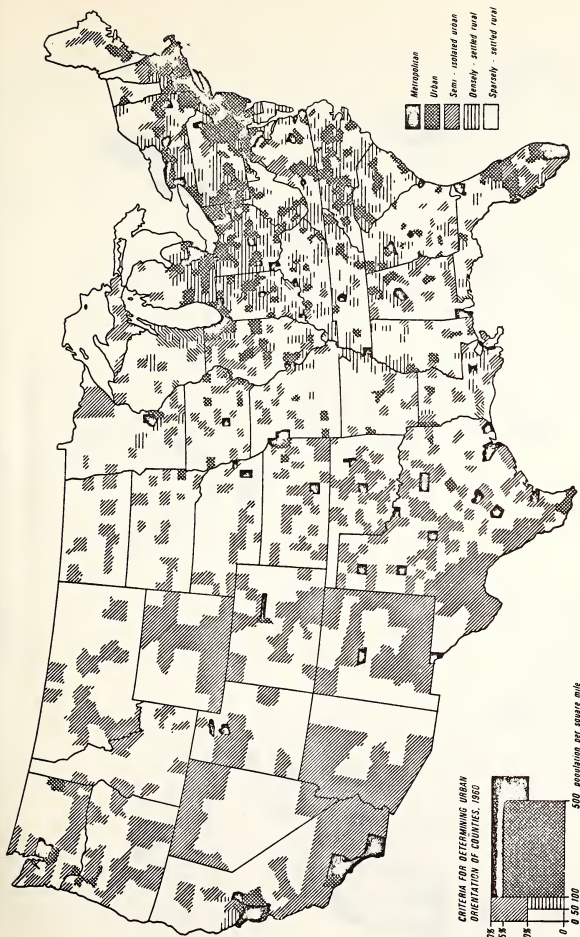 Metropolitan
Urban
Semi - isolated urban
Densely - settled rural
Sparsely - settled rural
CRITERIA FOR DETERMINING URBAN
ORIENTATION OF COUNTIES, 1960
0 50 100
500 population per square mile